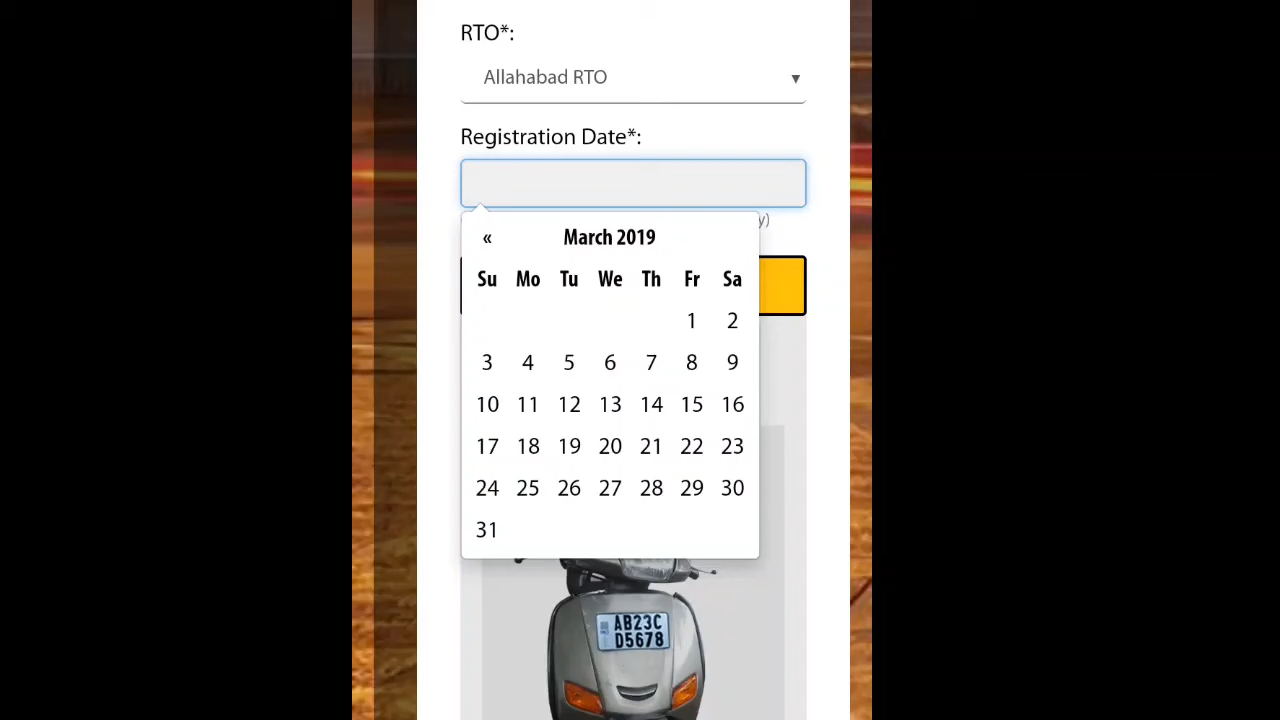 RTO*:
Allahabad RTO ▼
Registration Date*:
y)
« March 2019
Su Mo Tu We Th Fr Sa
1 2
3 4 5 6 7 8 9
10 11 12 13 14 15 16
17 18 19 20 21 22 23
24 25 26 27 28 29 30
31
AB23C
D5678